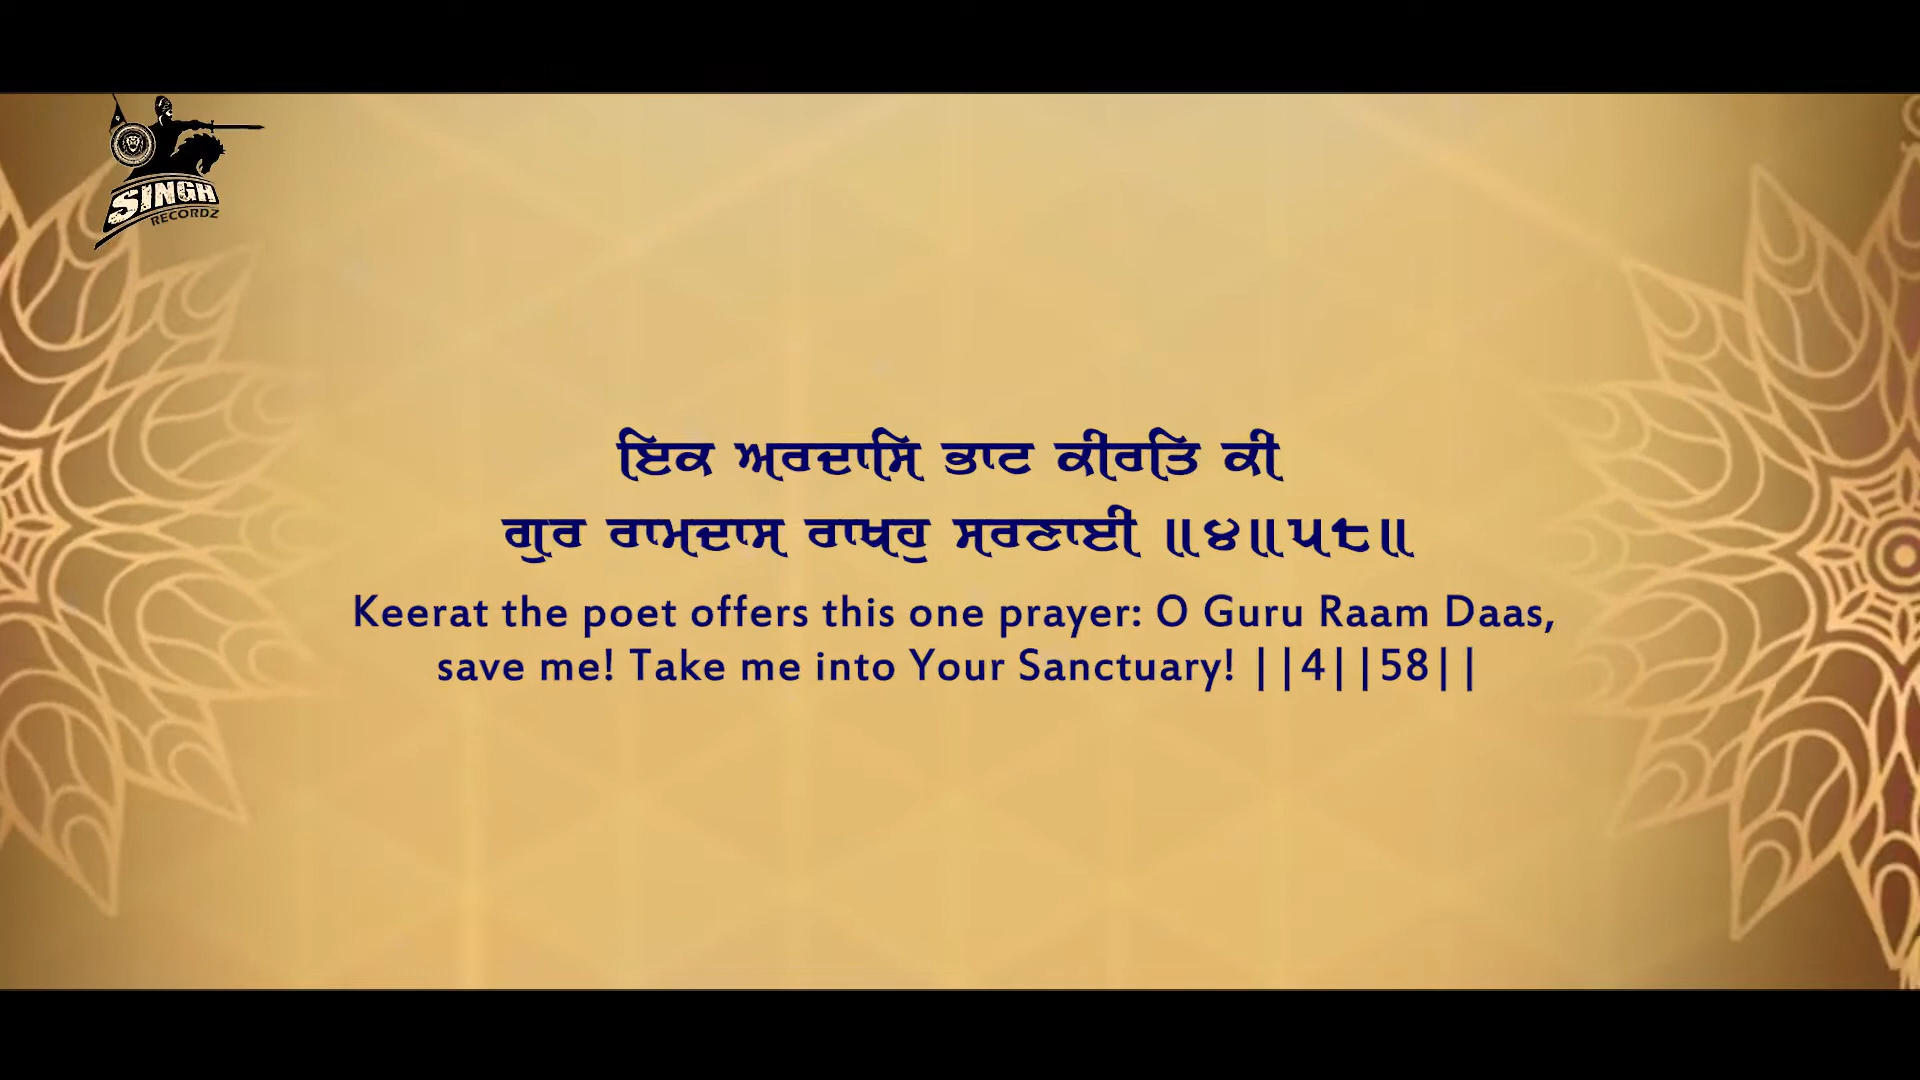 SINGH
RECORDZ
ਇਕ ਅਰਦਾਸਿ ਭਾਟ ਕੀਰਤਿ ਕੀ
ਗੁਰ ਰਾਮਦਾਸ ਰਾਖਹੁ ਸਰਣਾਈ ॥੪॥੫੮॥
Keerat the poet offers this one prayer: O Guru Raam Daas,
save me! Take me into Your Sanctuary! ||4||58||